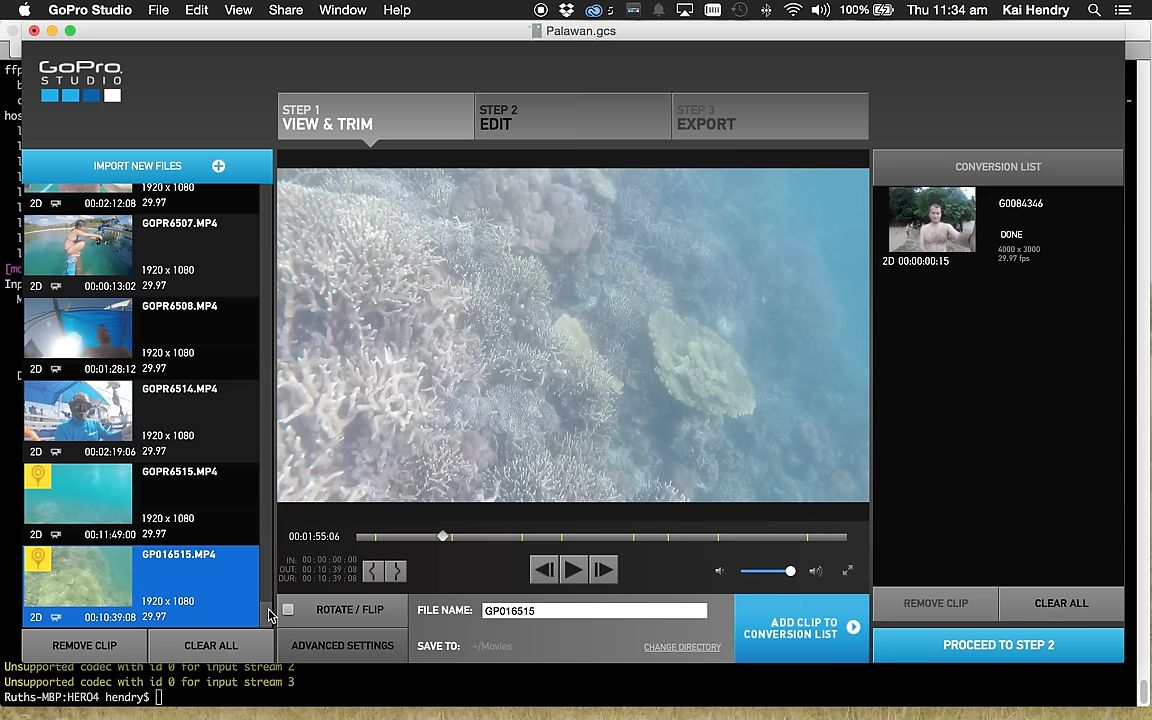 GoPro Studio File Edit View Share Window Help 5 100% Thu 11:34 am Kai Hendry
Palawan.gcs
GoPro
STUDIO
STEP 1
VIEW & TRIM
STEP 2
EDIT
STEP 3
EXPORT
IMPORT NEW FILES
1920 x 1080
2D 00:02:12:08 29.97
GOPR6507.MP4
1920 x 1080
2D 00:00:13:02 29.97
GOPR6508.MP4
1920 x 1080
2D 00:01:28:12 29.97
GOPR6514.MP4
1920 x 1080
2D 00:02:19:06 29.97
GOPR6515.MP4
1920 x 1080
2D 00:11:49:00 29.97
GP016515.MP4
1920 x 1080
2D 00:10:39:08 29.97
REMOVE CLIP CLEAR ALL
00:01:55:06
IN: 00:00:00:00
OUT: 00:10:39:08
DUR: 00:10:39:08
ROTATE / FLIP
ADVANCED SETTINGS
FILE NAME: GP016515
SAVE TO: ~/Movies CHANGE DIRECTORY
ADD CLIP TO
CONVERSION LIST
CONVERSION LIST
G0084346
DONE
4000 x 3000
29.97 fps
2D 00:00:00:15
REMOVE CLIP CLEAR ALL
PROCEED TO STEP 2
ffp
hos
[mo
Inp
Unsupported codec with id 0 for input stream 2
Unsupported codec with id 0 for input stream 3
Ruths-MBP:HERO4 hendry$